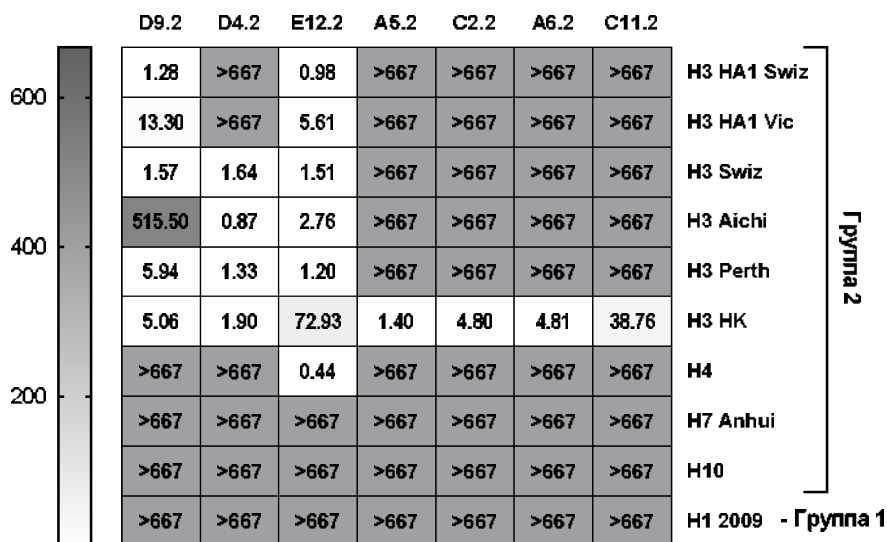 D9.2 D4.2 E12.2 A5.2 C2.2 A6.2 C11.2
1.28 >667 0.98 >667 >667 >667 >667 H3 HA1 Swiz
600
13.30 >667 5.61 >667 >667 >667 >667 H3 HA1 Vic
1.57 1.64 1.51 >667 >667 >667 >667 H3 Swiz
515.50 0.87 2.76 >667 >667 >667 >667 H3 Aichi
400
5.94 1.33 1.20 >667 >667 >667 >667 H3 Perth
5.06 1.90 72.93 1.40 4.80 4.81 38.76 H3 HK
>667 >667 0.44 >667 >667 >667 >667 H4
200
>667 >667 >667 >667 >667 >667 >667 H7 Anhui
>667 >667 >667 >667 >667 >667 >667 H10
>667 >667 >667 >667 >667 >667 >667 H1 2009 - Группа 1
Группа 2